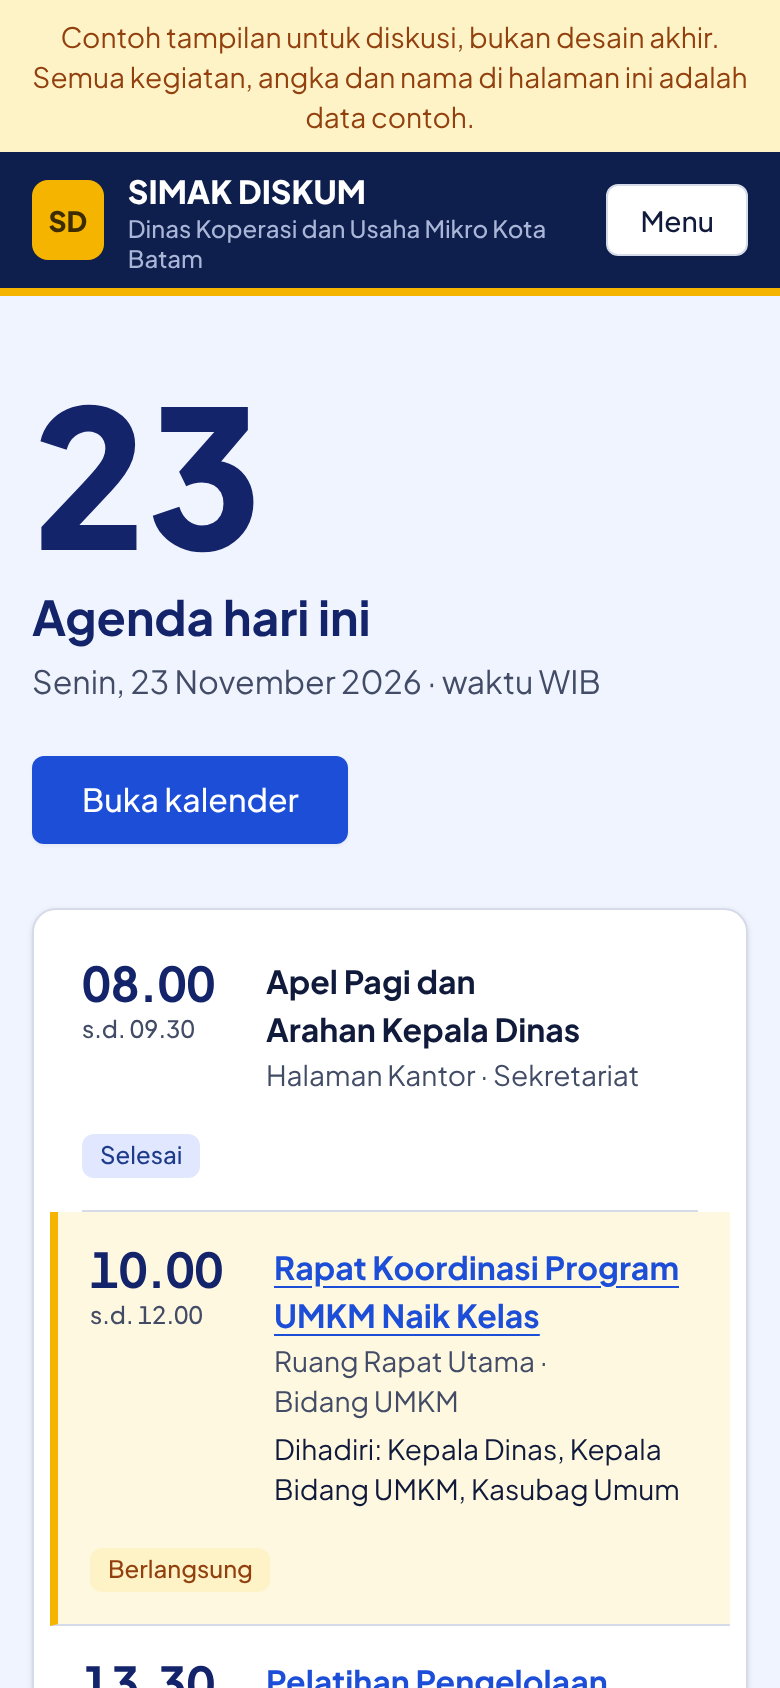 Contoh tampilan untuk diskusi, bukan desain akhir.
Semua kegiatan, angka dan nama di halaman ini adalah
data contoh.
SD
SIMAK DISKUM
Dinas Koperasi dan Usaha Mikro Kota
Batam
Menu
23
Agenda hari ini
Senin, 23 November 2026 · waktu WIB
Buka kalender
08.00
s.d. 09.30
Apel Pagi dan
Arahan Kepala Dinas
Halaman Kantor · Sekretariat
Selesai
10.00
s.d. 12.00
Rapat Koordinasi Program
UMKM Naik Kelas
Ruang Rapat Utama ·
Bidang UMKM
Dihadiri: Kepala Dinas, Kepala
Bidang UMKM, Kasubag Umum
Berlangsung
13.30
Pelatihan Pengelolaan